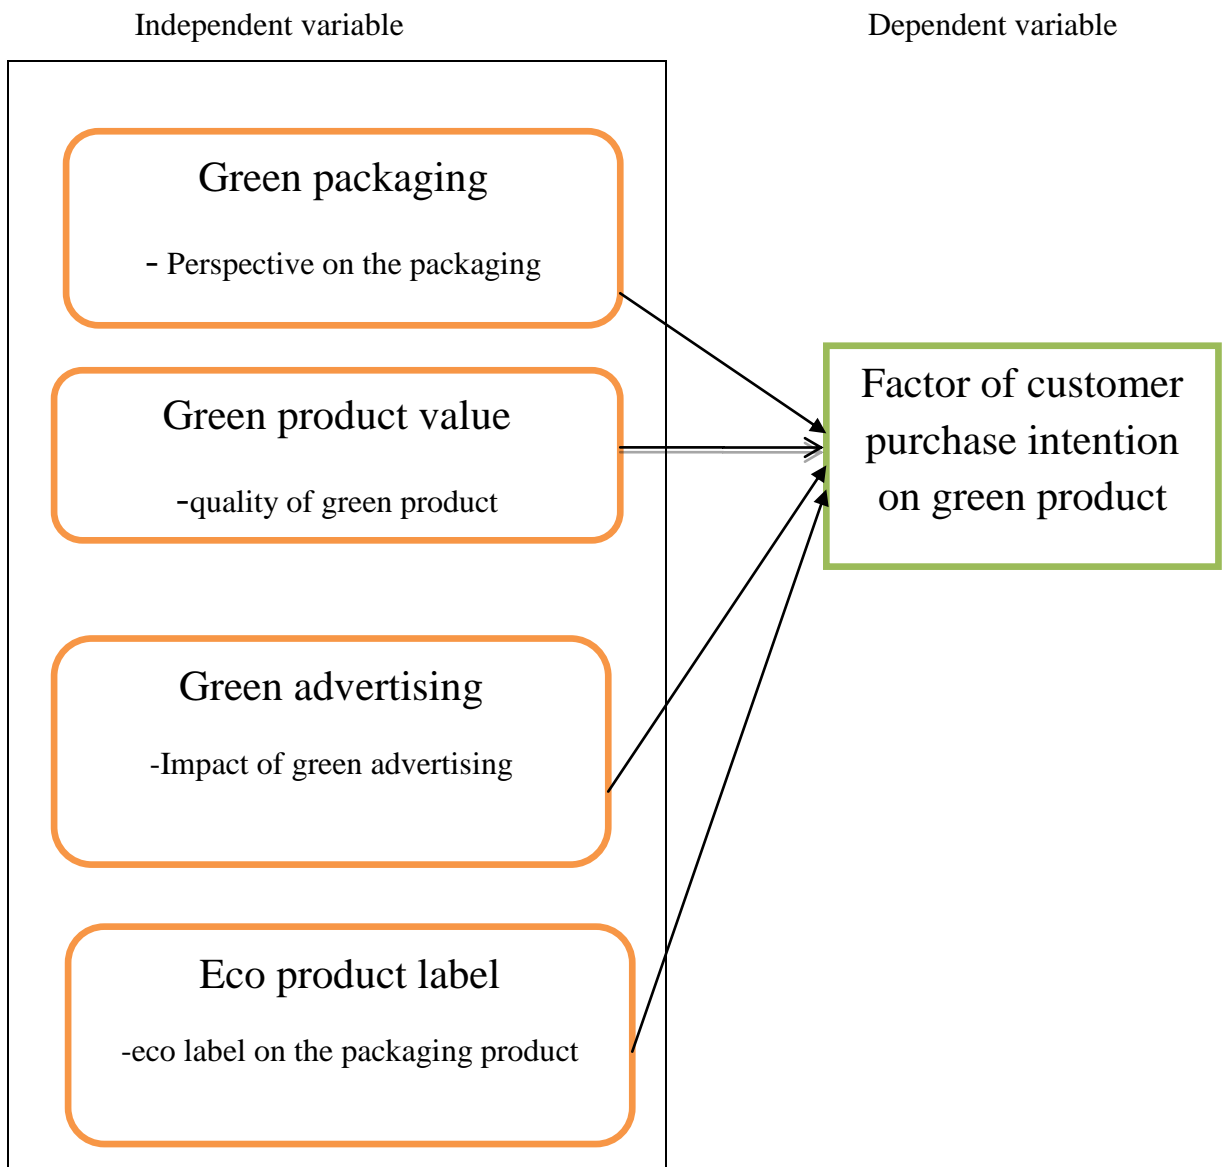 Independent variable
Dependent variable
Green packaging
- Perspective on the packaging
Green product value
-quality of green product
Factor of customer
purchase intention
on green product
Green advertising
-Impact of green advertising
Eco product label
-eco label on the packaging product